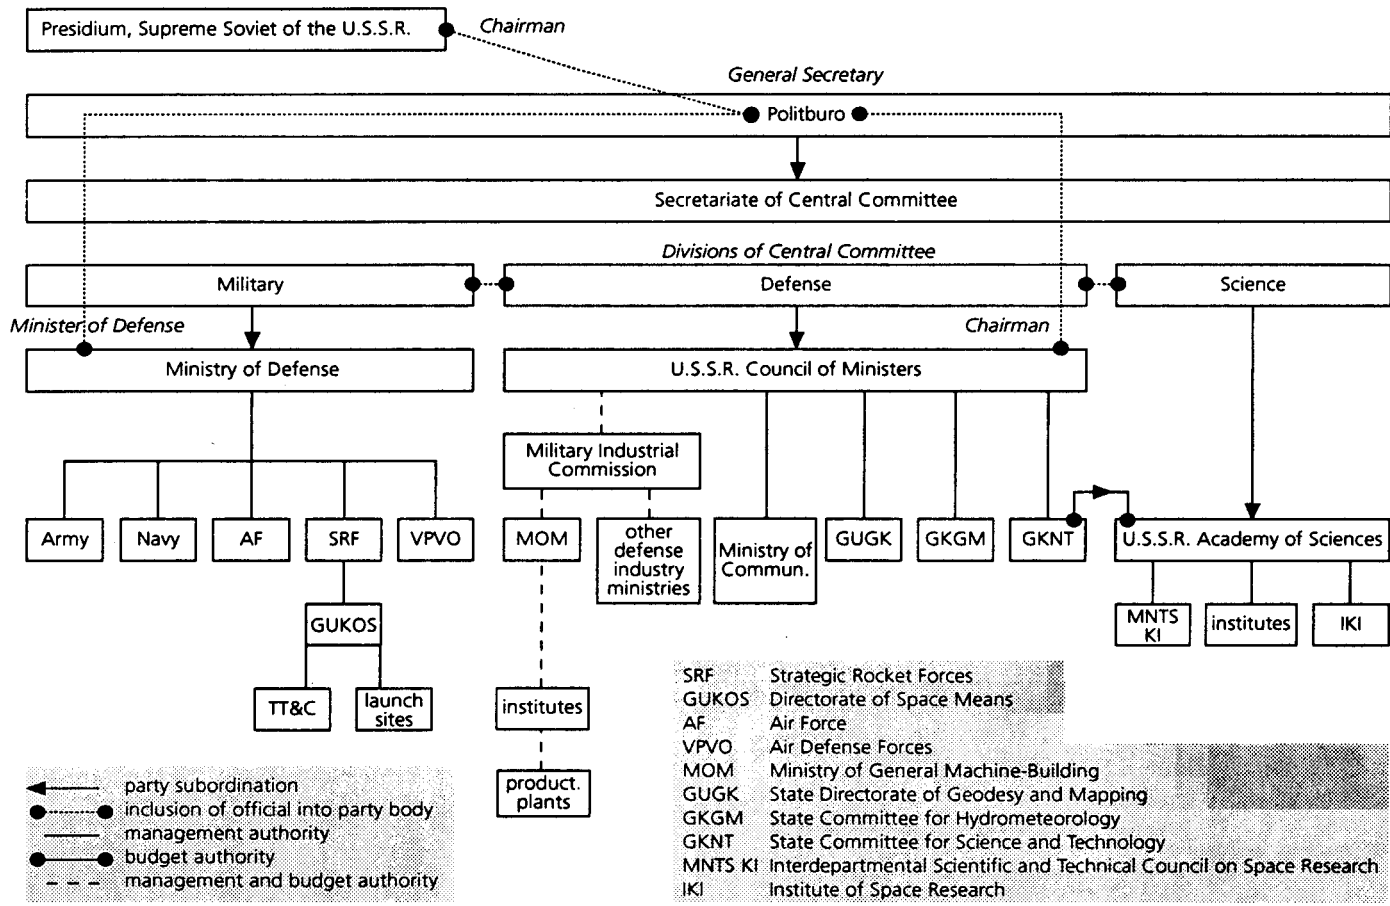 Presidium, Supreme Soviet of the U.S.S.R.
Chairman
General Secretary
Politburo
Secretariate of Central Committee
Divisions of Central Committee
Military
Defense
Science
Minister of Defense
Chairman
Ministry of Defense
U.S.S.R. Council of Ministers
Military Industrial
Commission
Army
Navy
AF
SRF
VPVO
MOM
other
defense
industry
ministries
Ministry of
Commun.
GUGK
GKGM
GKNT
U.S.S.R. Academy of Sciences
GUKOS
MNTS
KI
institutes
IKI
TT&C
launch
sites
institutes
product.
plants
SRF Strategic Rocket Forces
GUKOS Directorate of Space Means
AF Air Force
VPVO Air Defense Forces
MOM Ministry of General Machine-Building
GUGK State Directorate of Geodesy and Mapping
GKGM State Committee for Hydrometeorology
GKNT State Committee for Science and Technology
MNTS KI Interdepartmental Scientific and Technical Council on Space Research
IKI Institute of Space Research
party subordination
inclusion of official into party body
management authority
budget authority
management and budget authority